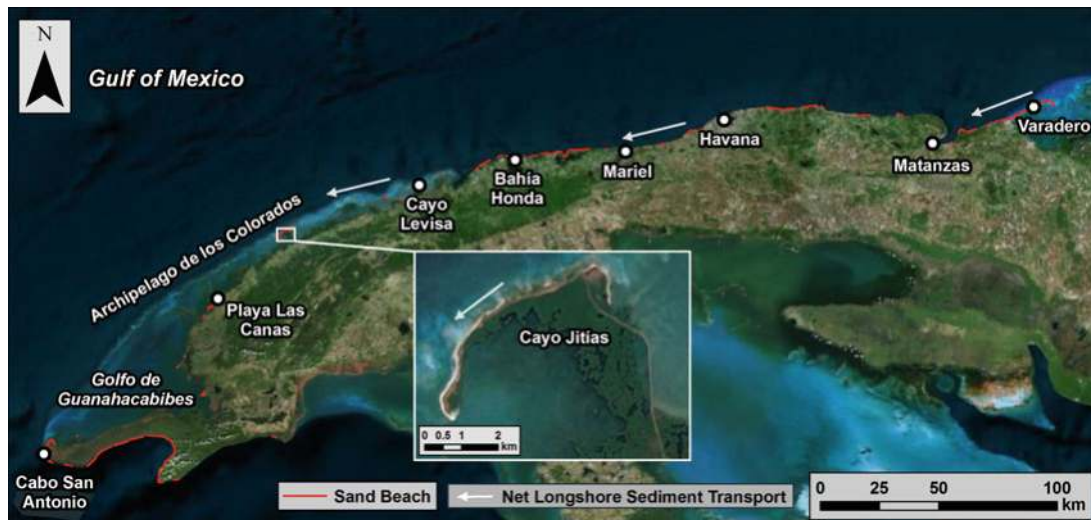 N
Gulf of Mexico
Varadero
Havana
Matanzas
Mariel
Bahía
Honda
Cayo
Levisa
Archipelago de los Colorados
Playa Las
Canas
Cayo Jitías
0 0.5 1 2
km
Golfo de
Guanahacabibes
Cabo San
Antonio
Sand Beach
Net Longshore Sediment Transport
0 25 50 100
km